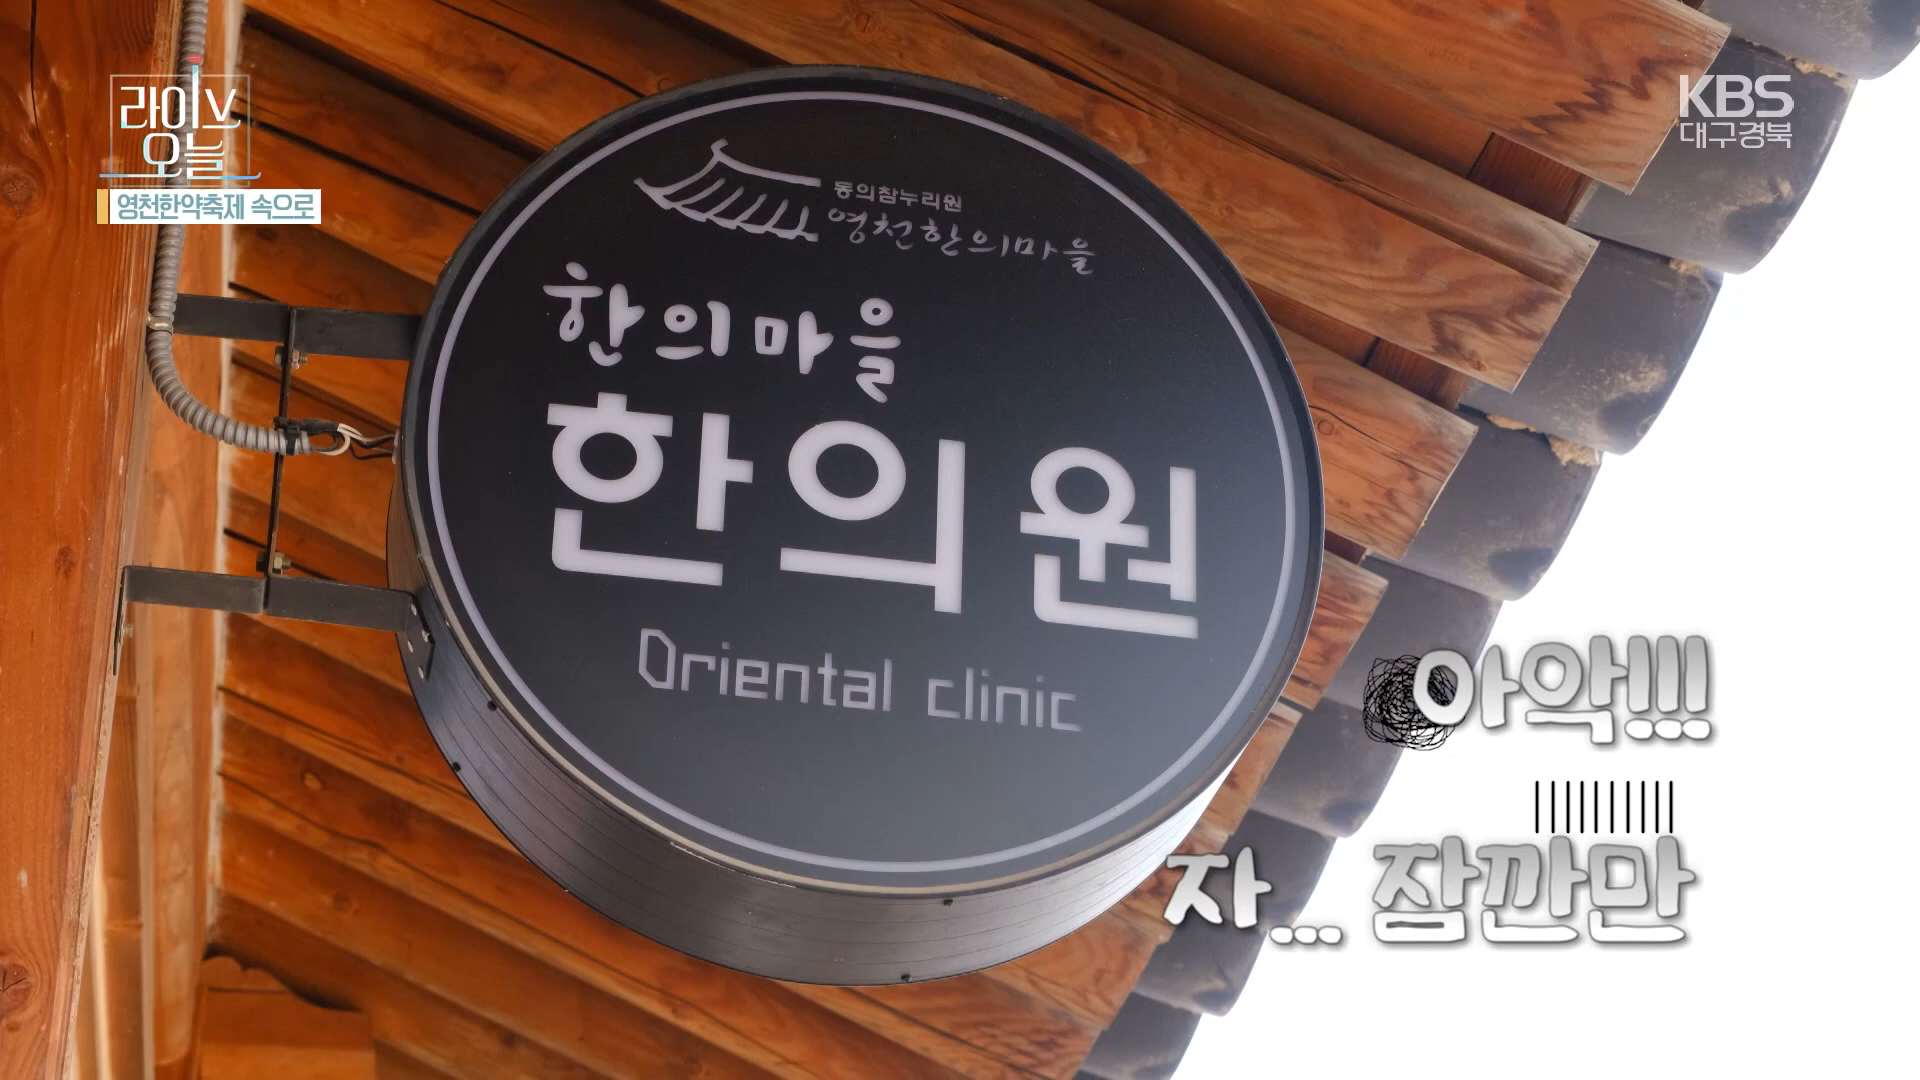 라이브
오늘
영천한약축제 속으로
KBS
대구경북
동의참누리원
영천한의마을
한의마을
한의원
Oriental clinic
아악!!!
자... 잠깐만